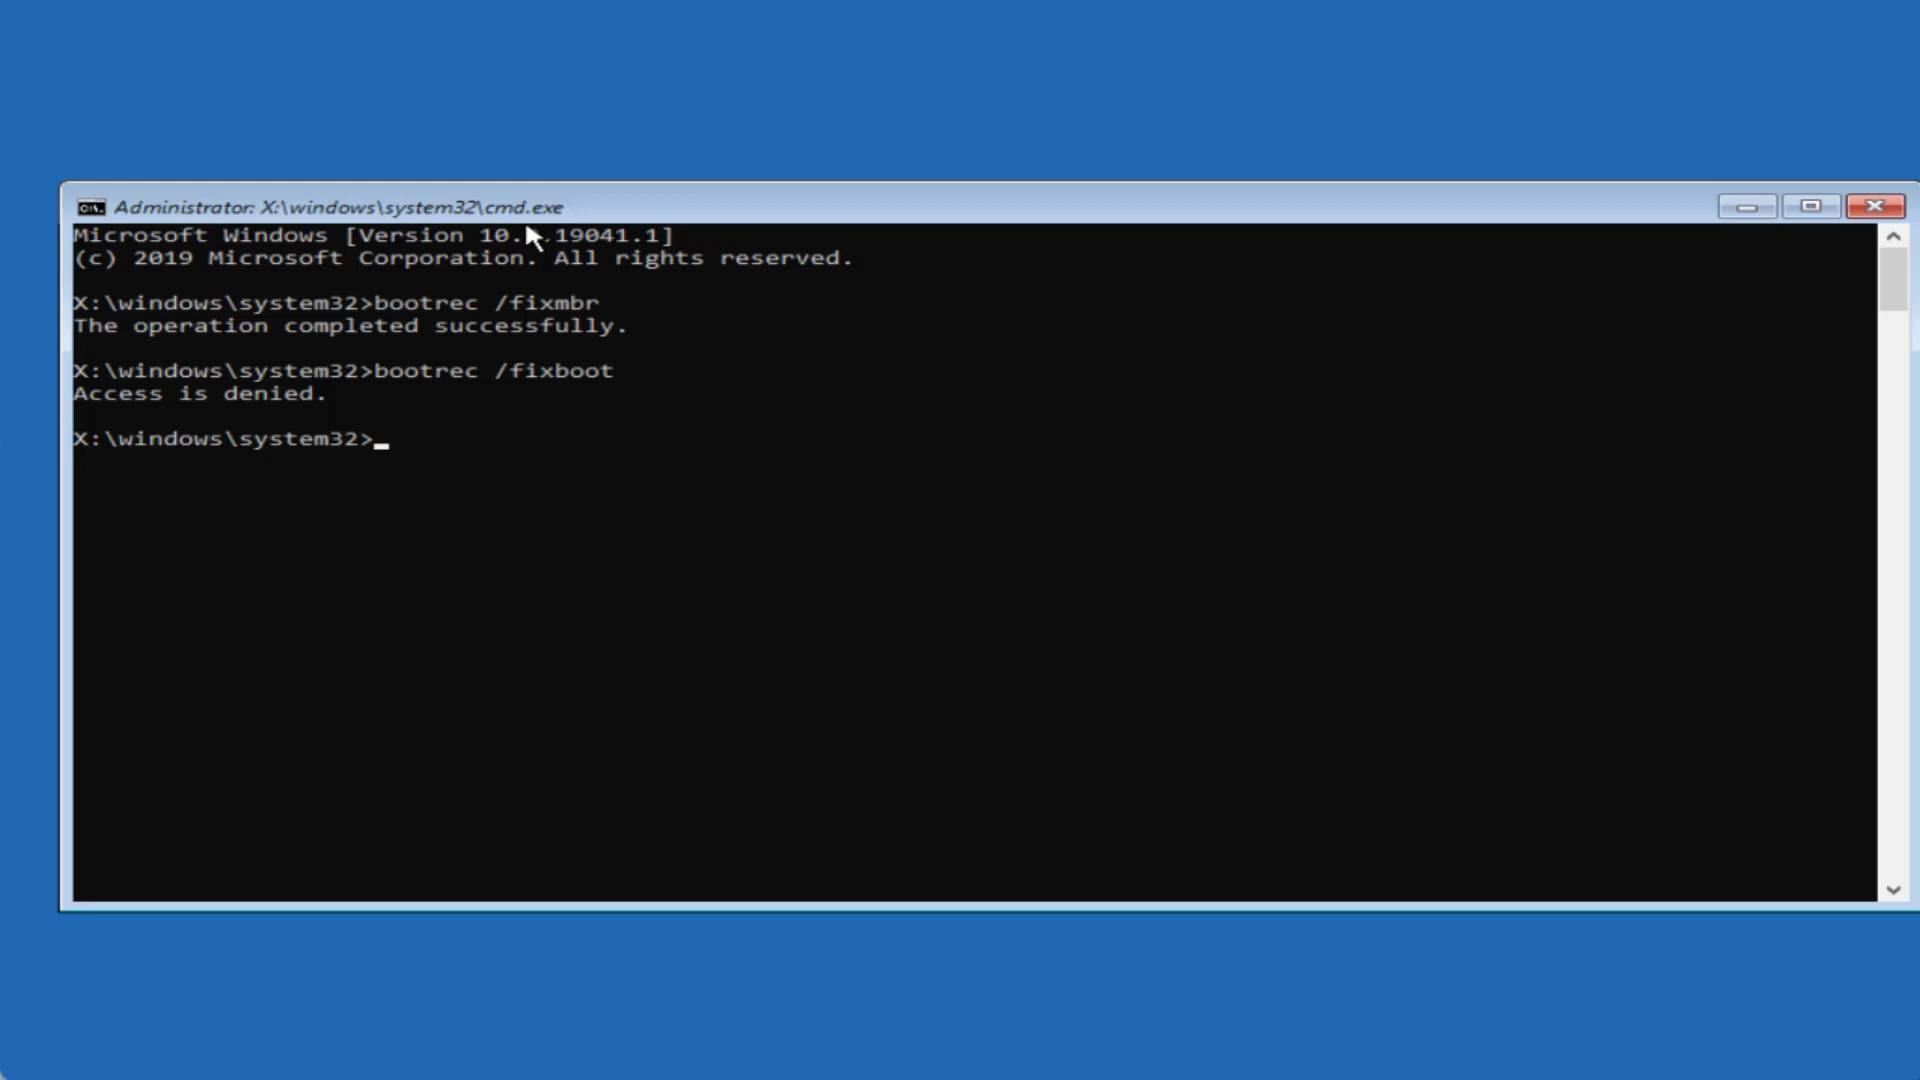 Administrator: X:\windows\system32\cmd.exe
Microsoft Windows [Version 10. .19041.1]
(c) 2019 Microsoft Corporation. All rights reserved.
X:\windows\system32>bootrec /fixmbr
The operation completed successfully.
X:\windows\system32>bootrec /fixboot
Access is denied.
X:\windows\system32>